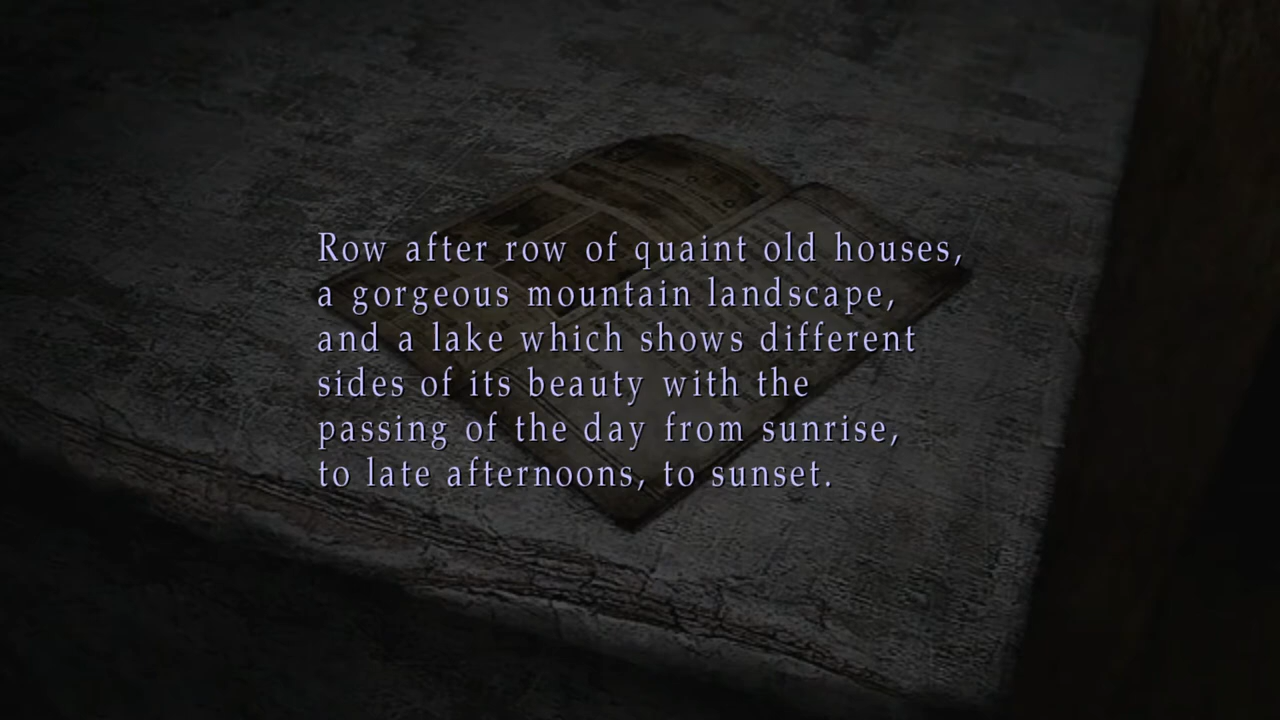 Row after row of quaint old houses,
a gorgeous mountain landscape,
and a lake which shows different
sides of its beauty with the
passing of the day from sunrise,
to late afternoons, to sunset.